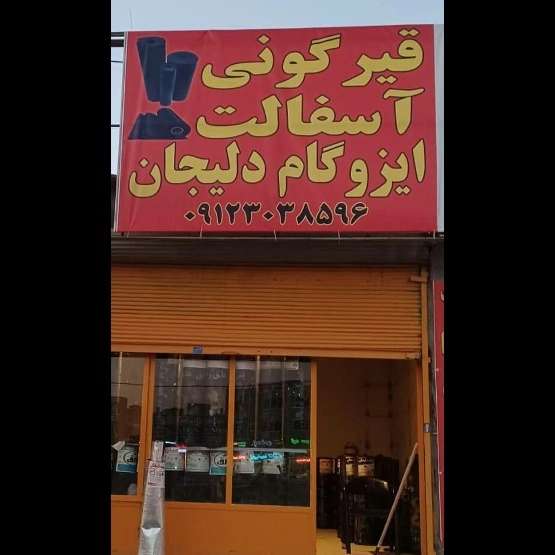 قیر گونی
آسفالت
ایزوگام دلیجان
۰۹۱۲۳۰۳۸۵۹۶